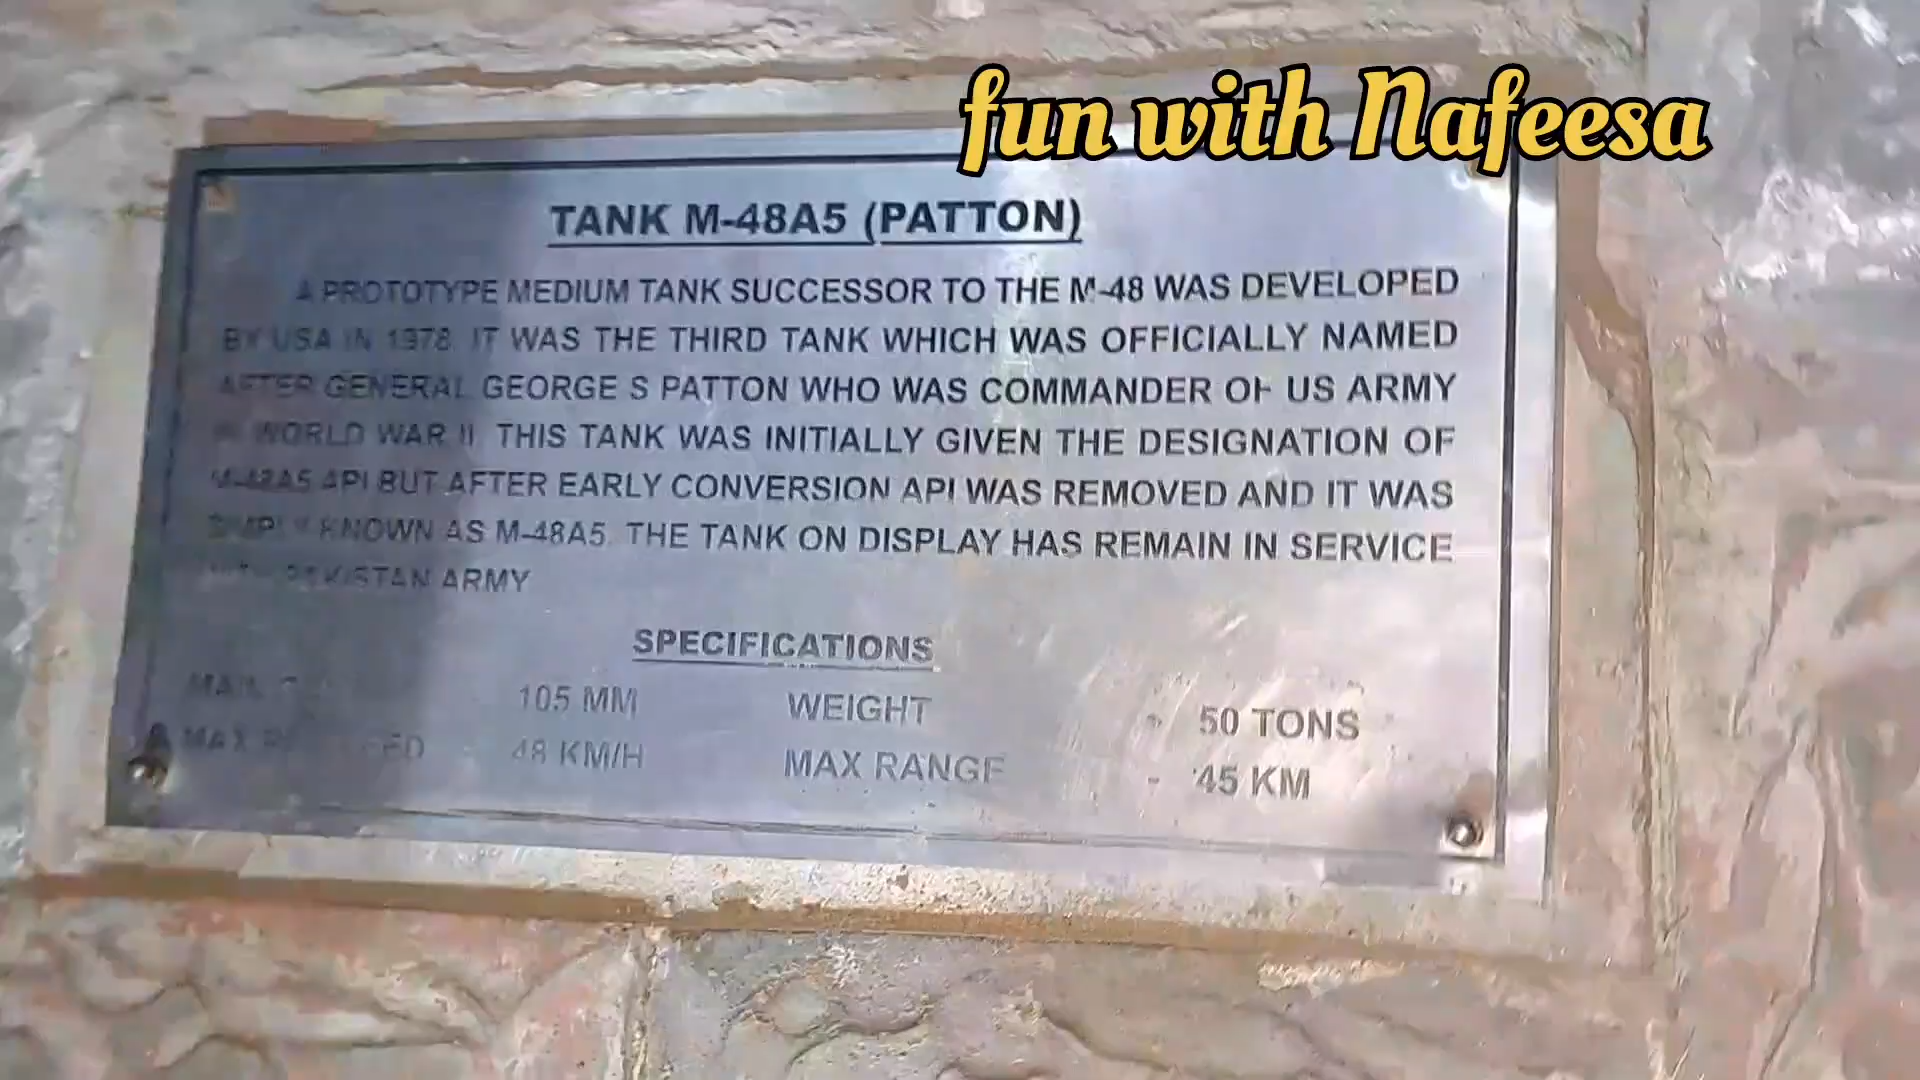 fun with Nafeesa
TANK M-48A5 (PATTON)
A PROTOTYPE MEDIUM TANK SUCCESSOR TO THE M-48 WAS DEVELOPED
BY USA IN 1978. IT WAS THE THIRD TANK WHICH WAS OFFICIALLY NAMED
AFTER GENERAL GEORGE S PATTON WHO WAS COMMANDER OF US ARMY
IN WORLD WAR II. THIS TANK WAS INITIALLY GIVEN THE DESIGNATION OF
M-48A5 API BUT AFTER EARLY CONVERSION API WAS REMOVED AND IT WAS
SIMPLY KNOWN AS M-48A5. THE TANK ON DISPLAY HAS REMAIN IN SERVICE
WITH PAKISTAN ARMY
SPECIFICATIONS
MAIN 105 MM WEIGHT - 50 TONS
MAX 48 KM/H MAX RANGE - 45 KM